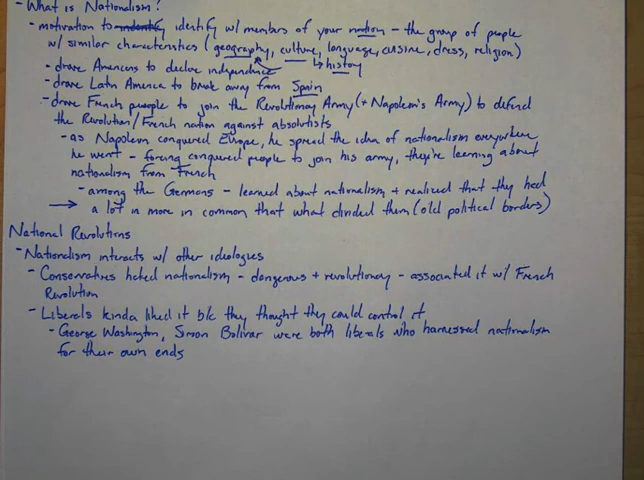 - What is Nationalism?
- motivation to indentify identify w/ members of your nation - the group of people
w/ similar characteristics (geography, culture, language, cuisine, dress, religion)
↳ history
- drove Americans to declare independence
- drove Latin America to break away from Spain
- drove French people to join the Revolutionary Army (+ Napoleon's Army) to defend
the Revolution/French nation against absolutists
- as Napoleon conquered Europe, he spread the idea of nationalism everywhere
he went - forcing conquered people to join his army, they're learning about
nationalism from French
- among the Germans - learned about nationalism + realized that they had
→ a lot in more in common that what divided them (old political borders)
National Revolutions
- Nationalism interacts w/ other ideologies
- Conservatives hated nationalism - dangerous + revolutionary - associated it w/ French
Revolution
- Liberals kinda liked it b/c they thought they could control it
- George Washington, Simon Bolivar were both liberals who harnessed nationalism
for their own ends